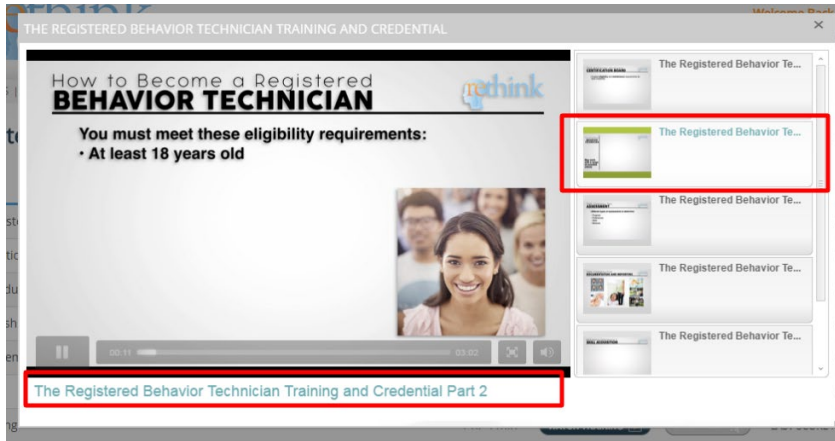 Welcome Back
THE REGISTERED BEHAVIOR TECHNICIAN TRAINING AND CREDENTIAL
×
How to Become a Registered
BEHAVIOR TECHNICIAN
rethink
You must meet these eligibility requirements:
• At least 18 years old
00:11
03:02
The Registered Behavior Technician Training and Credential Part 2
The Registered Behavior Te...
The Registered Behavior Te...
The Registered Behavior Te...
The Registered Behavior Te...
The Registered Behavior Te...